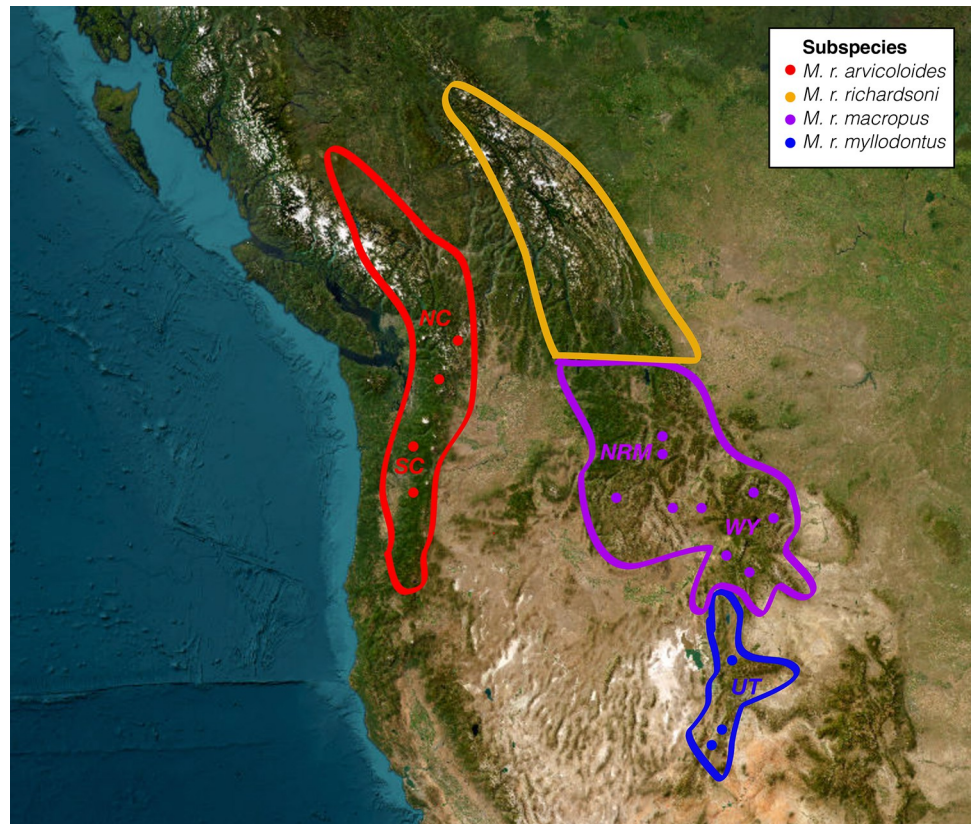 Subspecies
M. r. arvicoloides
M. r. richardsoni
M. r. macropus
M. r. myllodontus
NC
SC
NRM
WY
UT